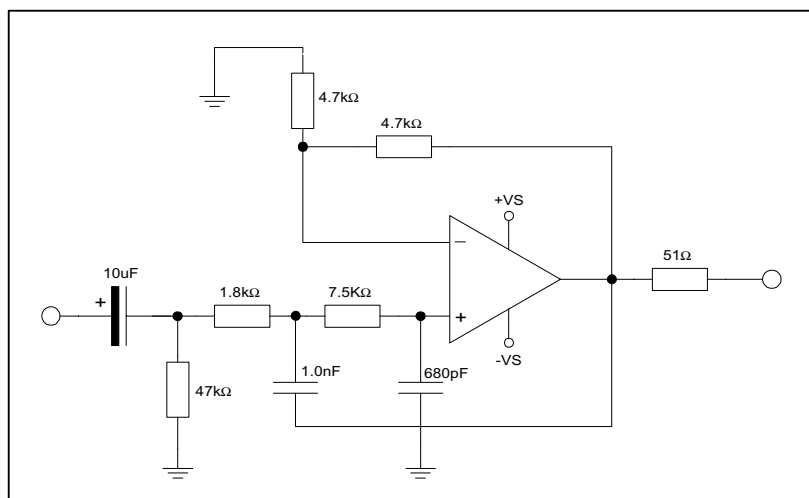 4.7kΩ
4.7kΩ
+VS
−
51Ω
10uF
+
1.8kΩ
7.5KΩ
+
-VS
1.0nF
680pF
47kΩ